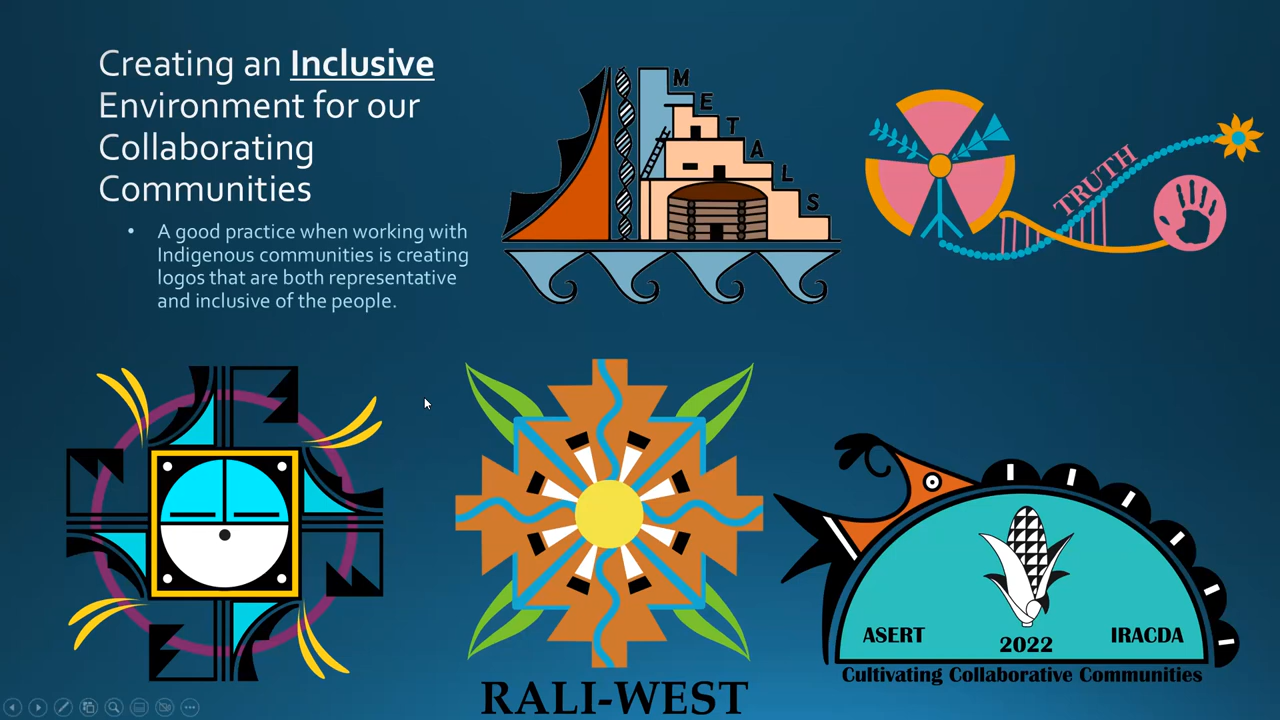 Creating an Inclusive
Environment for our
Collaborating
Communities
• A good practice when working with
Indigenous communities is creating
logos that are both representative
and inclusive of the people.
METALS
TRUTH
RALI-WEST
ASERT
2022
IRACDA
Cultivating Collaborative Communities